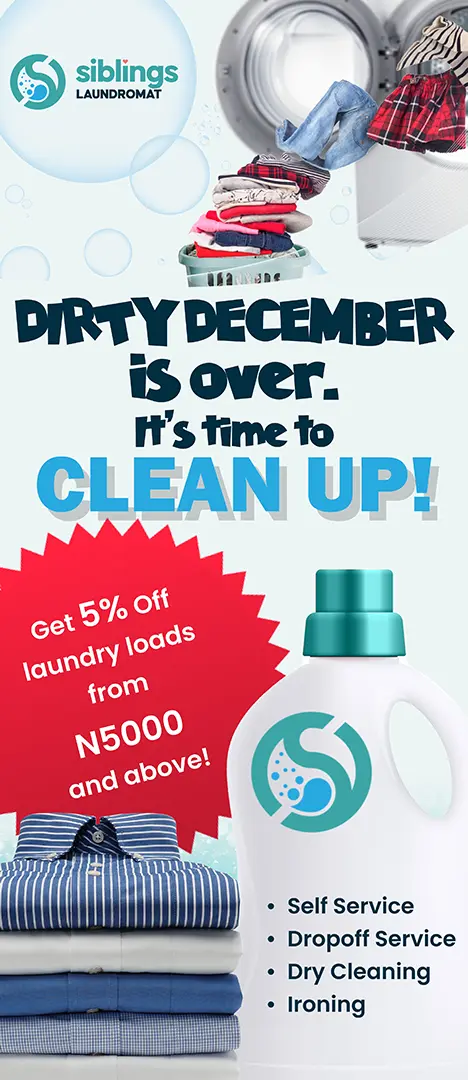 siblings
LAUNDROMAT
DIRTY DECEMBER
is over.
It's time to
CLEAN UP!
Get 5% Off
laundry loads
from
N5000
and above!
• Self Service
• Dropoff Service
• Dry Cleaning
• Ironing